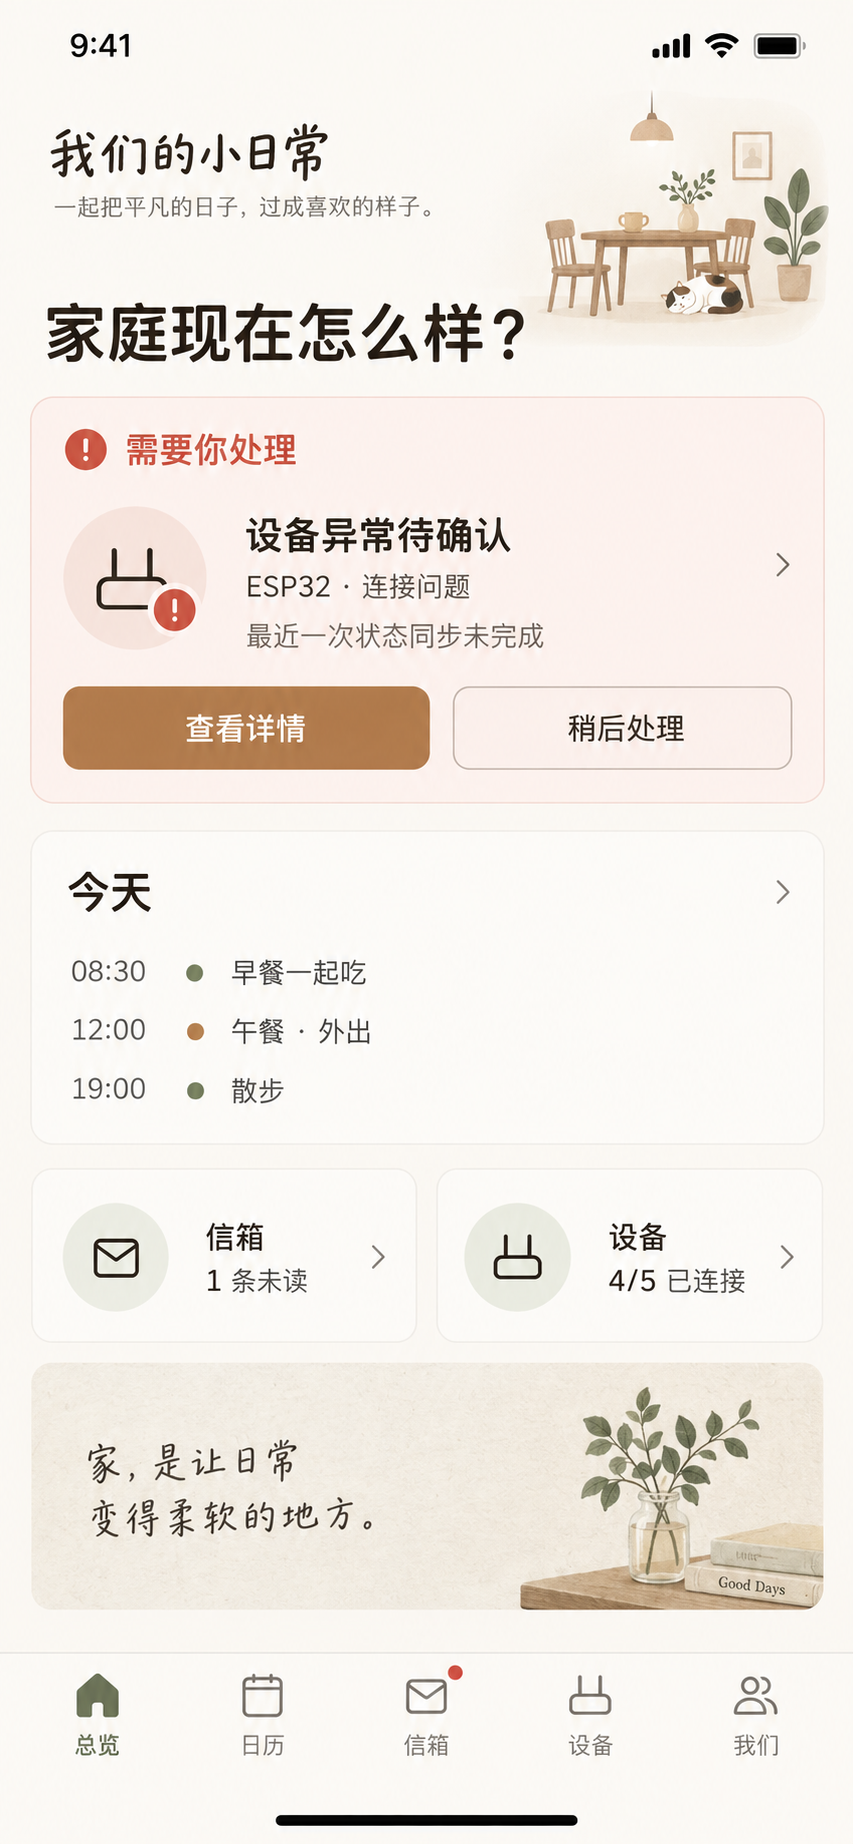 9:41
我们的小日常
一起把平凡的日子，过成喜欢的样子。
家庭现在怎么样？
需要你处理
设备异常待确认
ESP32 · 连接问题
最近一次状态同步未完成
查看详情
稍后处理
今天
08:30 早餐一起吃
12:00 午餐 · 外出
19:00 散步
信箱
1 条未读
设备
4/5 已连接
家，是让日常
变得柔软的地方。
Good Days
总览
日历
信箱
设备
我们